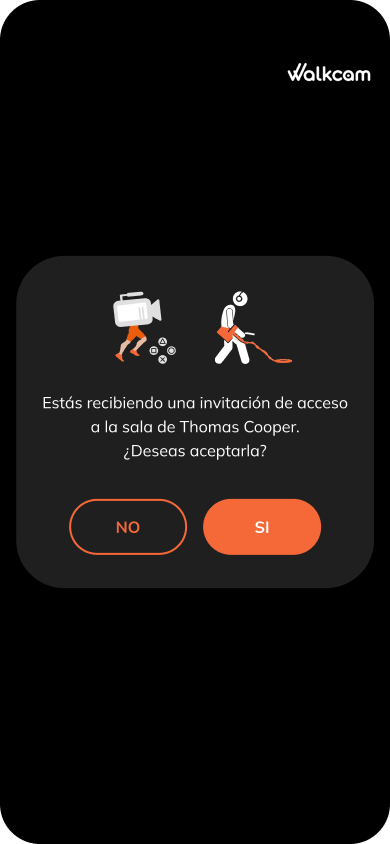 Walkcam
Estás recibiendo una invitación de acceso
a la sala de Thomas Cooper.
¿Deseas aceptarla?
NO
SI